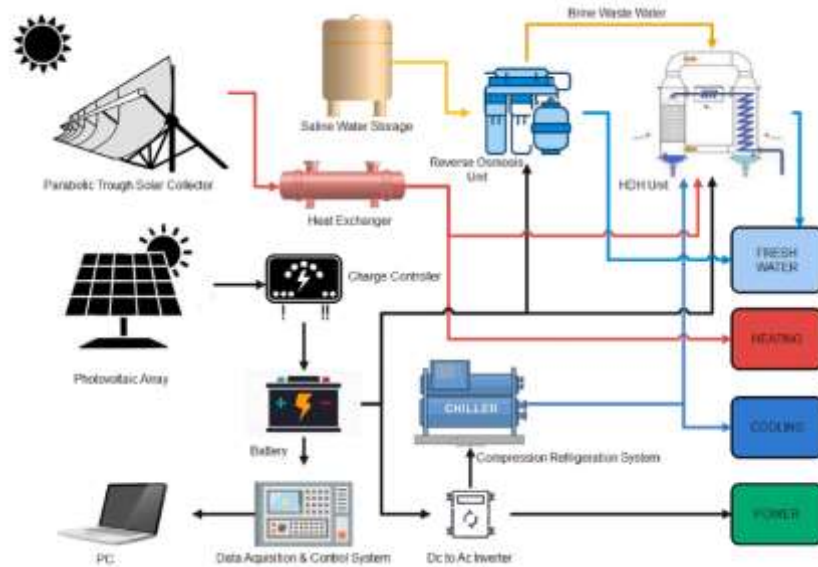 Brine Waste Water
Saline Water Storage
Reverse Osmosis
Unit
HDH Unit
Parabolic Trough Solar Collector
Heat Exchanger
FRESH
WATER
Charge Controller
HEATING
Photovoltaic Array
CHILLER
COOLING
Battery
Compression Refrigeration System
POWER
PC
Data Aquisition & Control System
Dc to Ac Inverter